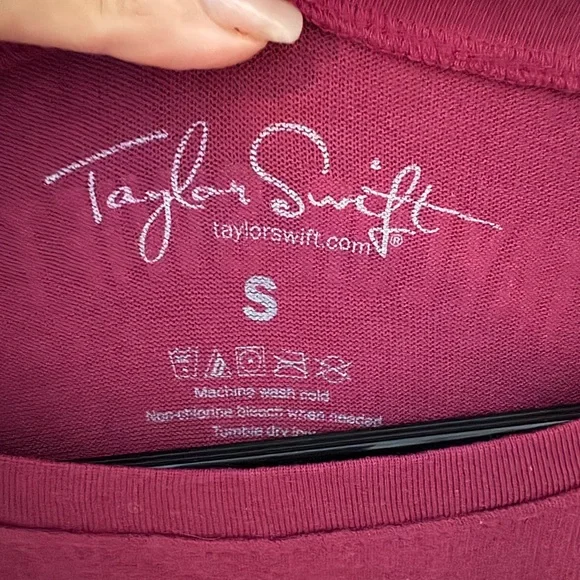 Taylor Swift
taylorswift.com®
S
Machine wash cold
Non-chlorine bleach when needed
Tumble dry low